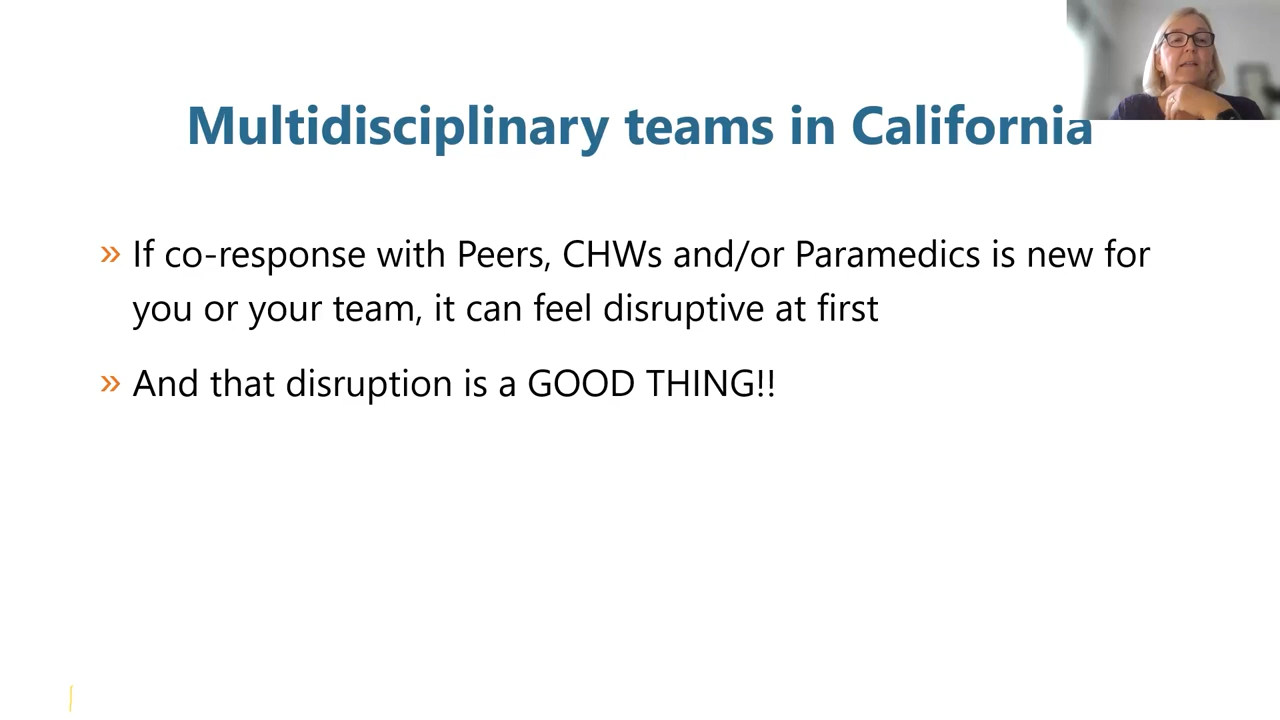 Multidisciplinary teams in California
» If co-response with Peers, CHWs and/or Paramedics is new for
you or your team, it can feel disruptive at first
» And that disruption is a GOOD THING!!